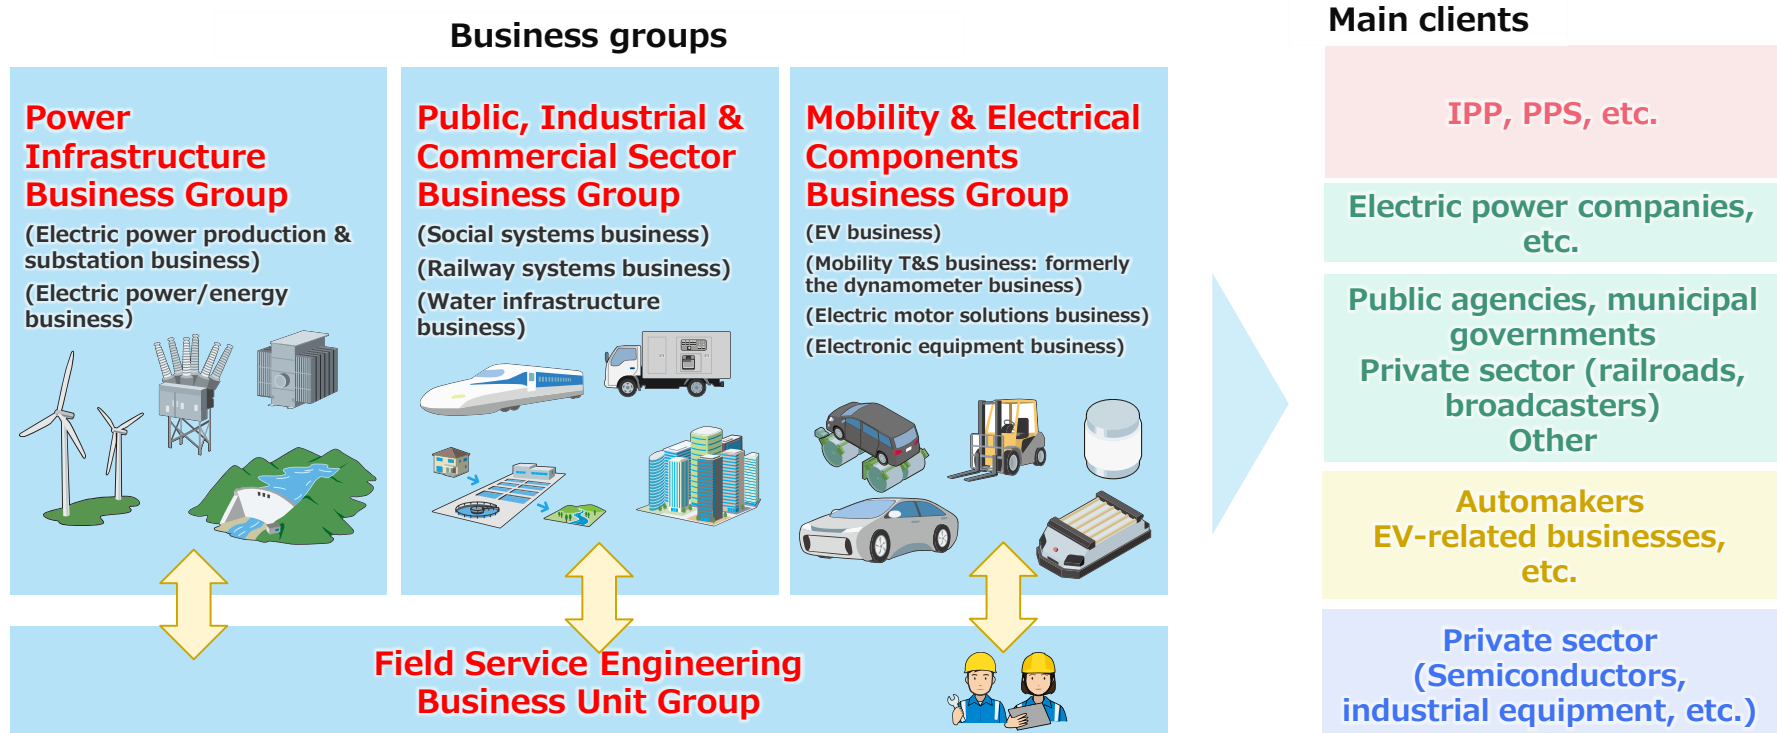 Business groups
Power
Infrastructure
Business Group
(Electric power production &
substation business)
(Electric power/energy
business)
Public, Industrial &
Commercial Sector
Business Group
(Social systems business)
(Railway systems business)
(Water infrastructure
business)
Mobility & Electrical
Components
Business Group
(EV business)
(Mobility T&S business: formerly
the dynamometer business)
(Electric motor solutions business)
(Electronic equipment business)
Field Service Engineering
Business Unit Group
Main clients
IPP, PPS, etc.
Electric power companies,
etc.
Public agencies, municipal
governments
Private sector (railroads,
broadcasters)
Other
Automakers
EV-related businesses,
etc.
Private sector
(Semiconductors,
industrial equipment, etc.)